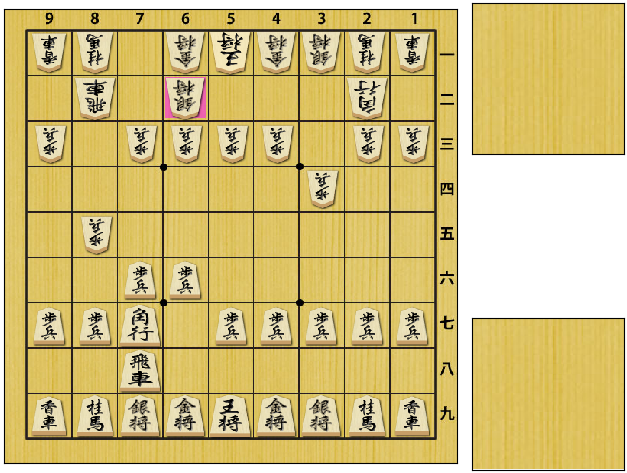 9 8 7 6 5 4 3 2 1
香車 桂馬 金将 王将 金将 銀将 桂馬 香車 一
飛車 銀将 角行 二
歩兵 歩兵 歩兵 歩兵 歩兵 歩兵 歩兵 三
歩兵 四
歩兵 五
歩兵 歩兵 六
歩兵 歩兵 角行 歩兵 歩兵 歩兵 歩兵 歩兵 七
飛車 八
香車 桂馬 銀将 金将 王将 金将 銀将 桂馬 香車 九